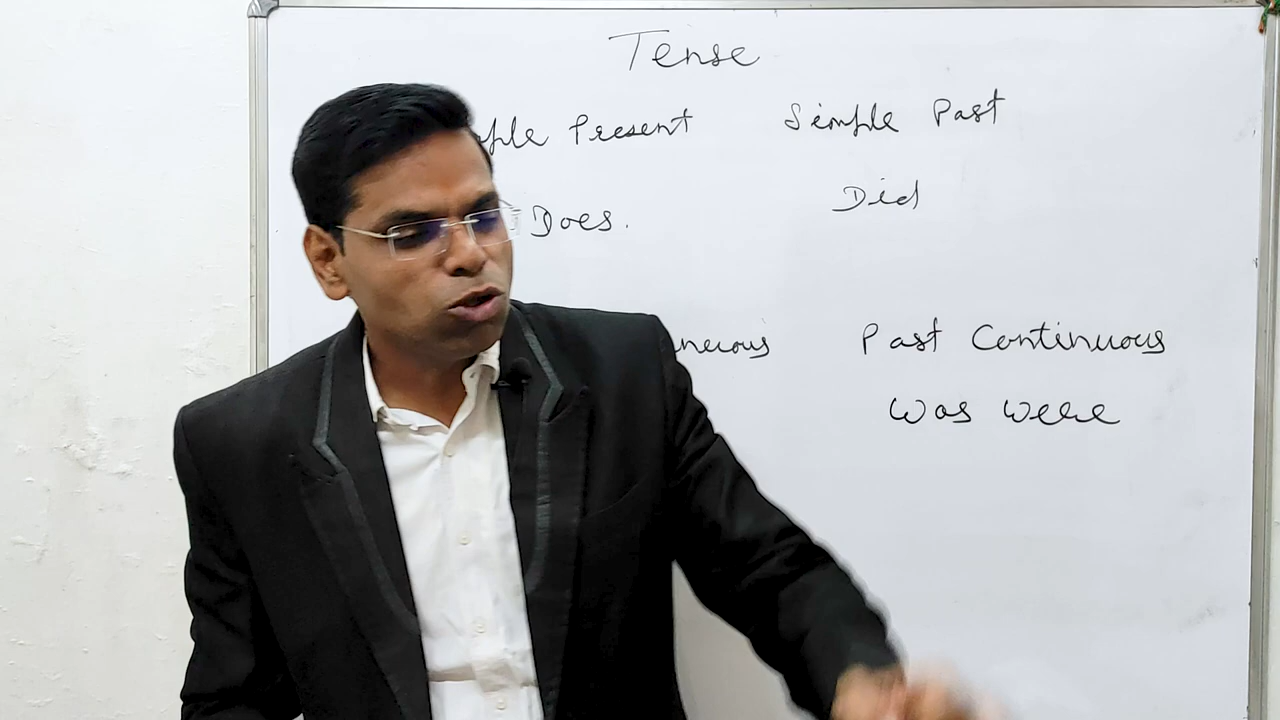 Tense
Present Simple Past
Does. Did
Past Continuous
Was Were